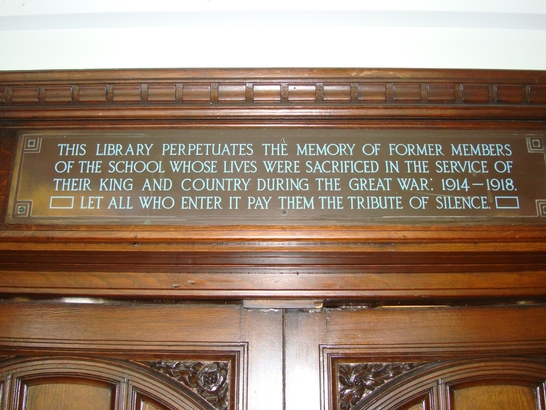 THIS LIBRARY PERPETUATES THE MEMORY OF FORMER MEMBERS
OF THE SCHOOL WHOSE LIVES WERE SACRIFICED IN THE SERVICE OF
THEIR KING AND COUNTRY DURING THE GREAT WAR: 1914-1918.
LET ALL WHO ENTER IT PAY THEM THE TRIBUTE OF SILENCE.